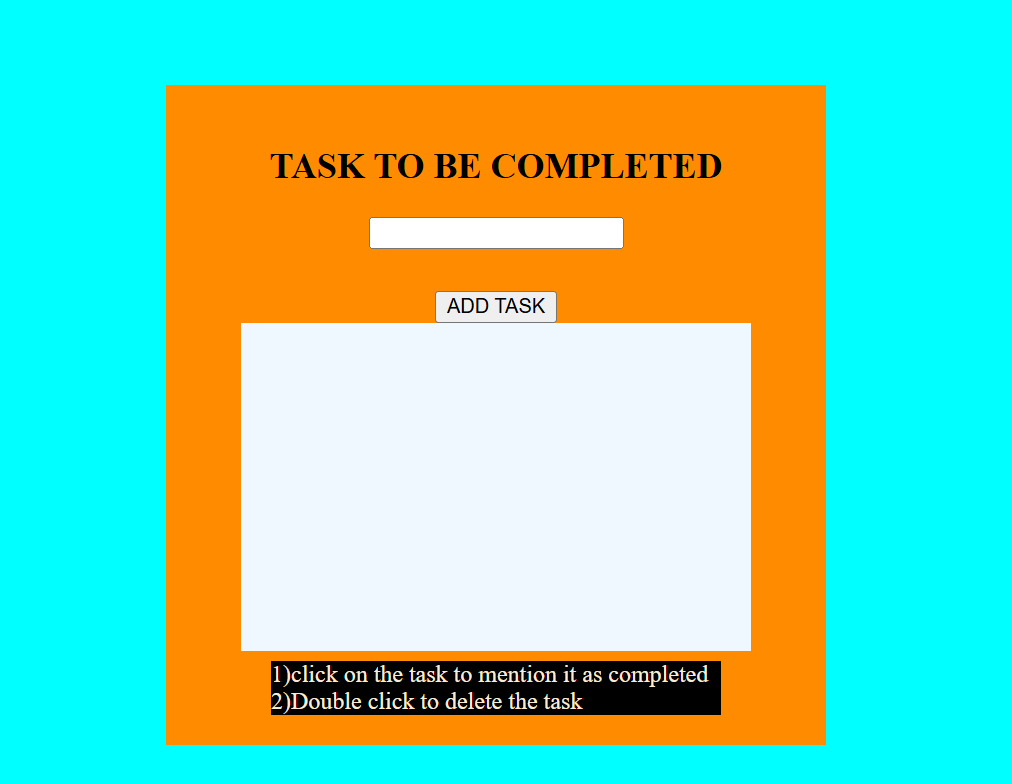 TASK TO BE COMPLETED
ADD TASK
1)click on the task to mention it as completed
2)Double click to delete the task